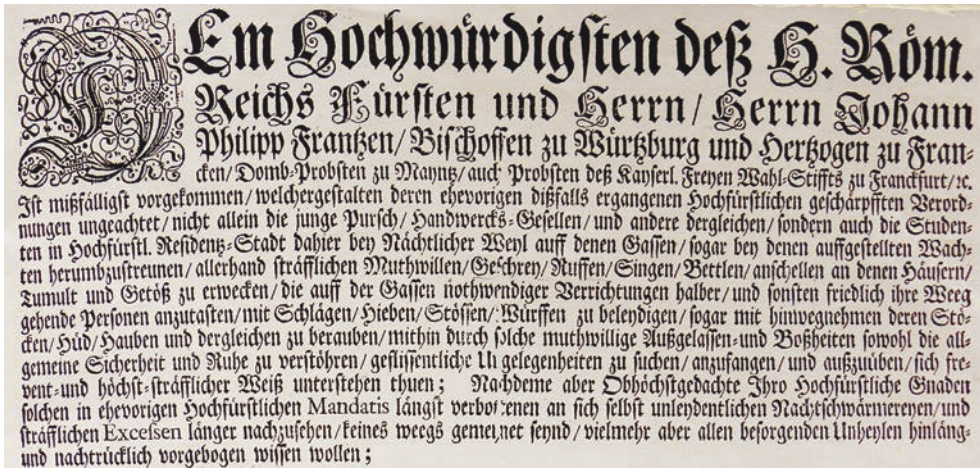 DEm Hochwürdigsten deß H. Röm.
Reichs Fürsten und Herrn/ Herrn Johann
Philipp Frantzen/ Bischoffen zu Würtzburg und Hertzogen zu Fran-
cken/ Domb-Probsten zu Mayntz/ auch Probsten deß Kayserl. Freyen Wahl-Stiffts zu Franckfurt/ ꝛc.
Ist mißfälligst vorgekommen/ welchergestalten deren ehevorigen dißfalls ergangenen Hochfürstlichen geschärpfften Verord-
nungen ungeachtet/ nicht allein die junge Pursch/ Handwercks-Gesellen/ und andere dergleichen/ sondern auch die Studen-
ten in Hochfürstl. Residentz-Stadt dahier bey Nächtlicher Weyl auff denen Gassen/ sogar bey denen auffgestellten Wach-
ten herumbzustreunen/ allerhand sträfflichen Muthwillen/ Geschrey/ Ruffen/ Singen/ Bettlen/ anschellen an denen Häusern/
Tumult und Getöß zu erwecken/ die auff der Gassen nothwendiger Verrichtungen halber/ und sonsten friedlich ihre Weeg
gehende Personen anzutasten/ mit Schlägen/ Hieben/ Stössen/ Würffen zu beleydigen/ sogar mit hinwegnehmen deren Stö-
cken/ Hüd/ Hauben und dergleichen zu berauben/ mithin durch solche muthwillige Außgelassen- und Boßheiten sowohl die all-
gemeine Sicherheit und Ruhe zu verstöhren/ geflissentliche Ungelegenheiten zu suchen/ anzufangen/ und außzuüben/ sich fre-
vent- und höchst-sträfflicher Weiß unterstehen thuen; Nachdeme aber Obhöchstgedachte Ihro Hochfürstliche Gnaden
solchen in ehevorigen Hochfürstlichen Mandatis längst verbottenen an sich selbst unleydentlichen Nachtschwärmereyen/ und
sträfflichen Excessen länger nachzusehen/ keines weegs gemeynet seynd/ vielmehr aber allen besorgenden Unheylen hinläng-
und nachtrücklich vorgebogen wissen wollen;